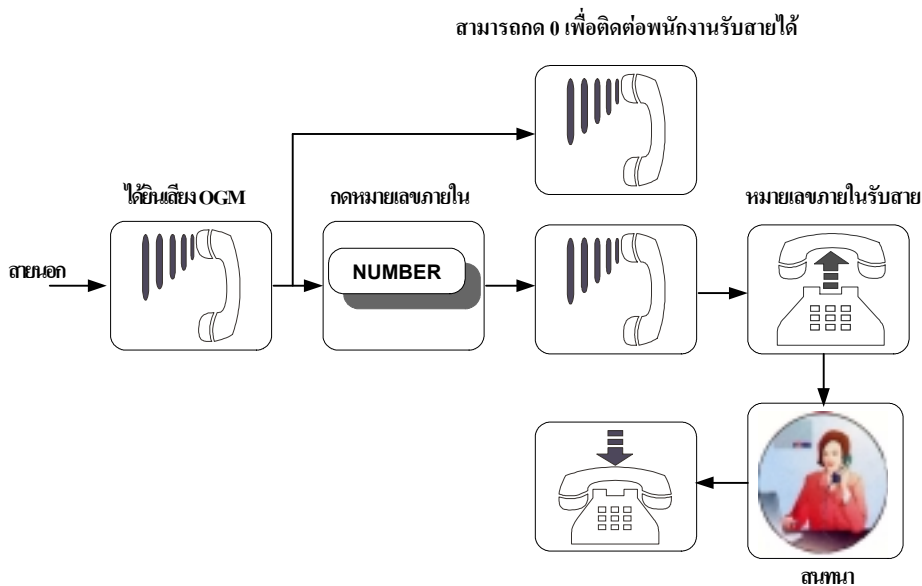 สามารถกด 0 เพื่อติดต่อพนักงานรับสายได้
ได้ยินเสียง OGM
กดหมายเลขภายใน
หมายเลขภายในรับสาย
สายนอก
NUMBER
สนทนา